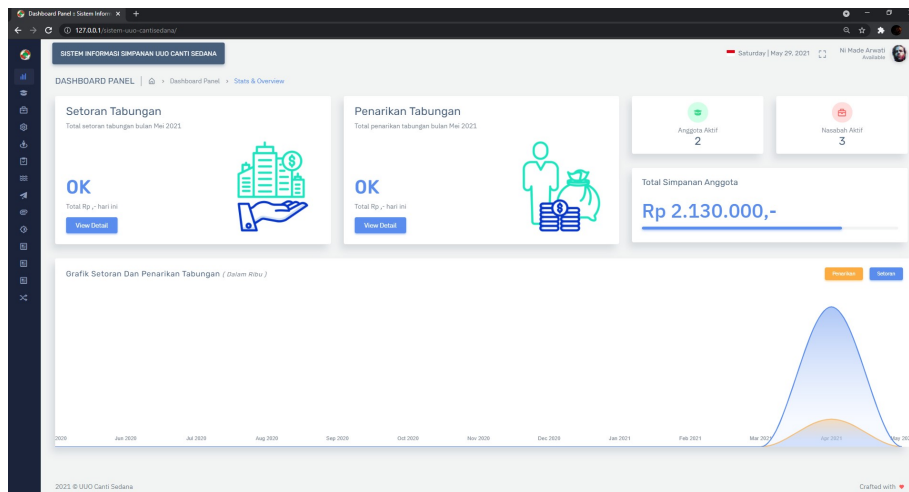 Dashboard Panel :: Sistem Inform
127.0.0.1/sistem-uuo-cantisedana/
SISTEM INFORMASI SIMPANAN UUO CANTI SEDANA
Saturday | May 29, 2021
Ni Made Arwati
Available
DASHBOARD PANEL
Dashboard Panel
Stats & Overview
Setoran Tabungan
Total setoran tabungan bulan Mei 2021
0K
Total Rp ,- hari ini
View Detail
Penarikan Tabungan
Total penarikan tabungan bulan Mei 2021
0K
Total Rp ,- hari ini
View Detail
Anggota Aktif
2
Nasabah Aktif
3
Total Simpanan Anggota
Rp 2.130.000,-
Grafik Setoran Dan Penarikan Tabungan ( Dalam Ribu )
Penarikan
Setoran
2020 Jun 2020 Jul 2020 Aug 2020 Sep 2020 Oct 2020 Nov 2020 Dec 2020 Jan 2021 Feb 2021 Mar 2021 Apr 2021 May 20
2021 © UUO Canti Sedana
Crafted with